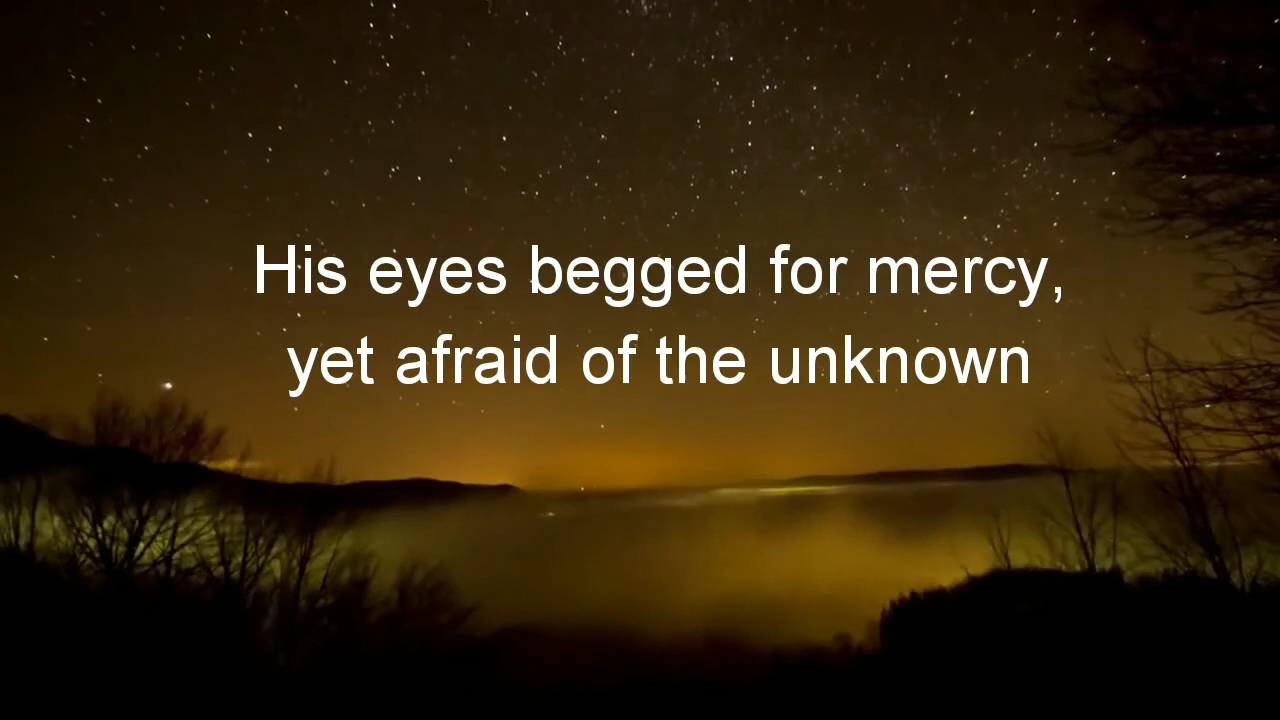 His eyes begged for mercy,
yet afraid of the unknown